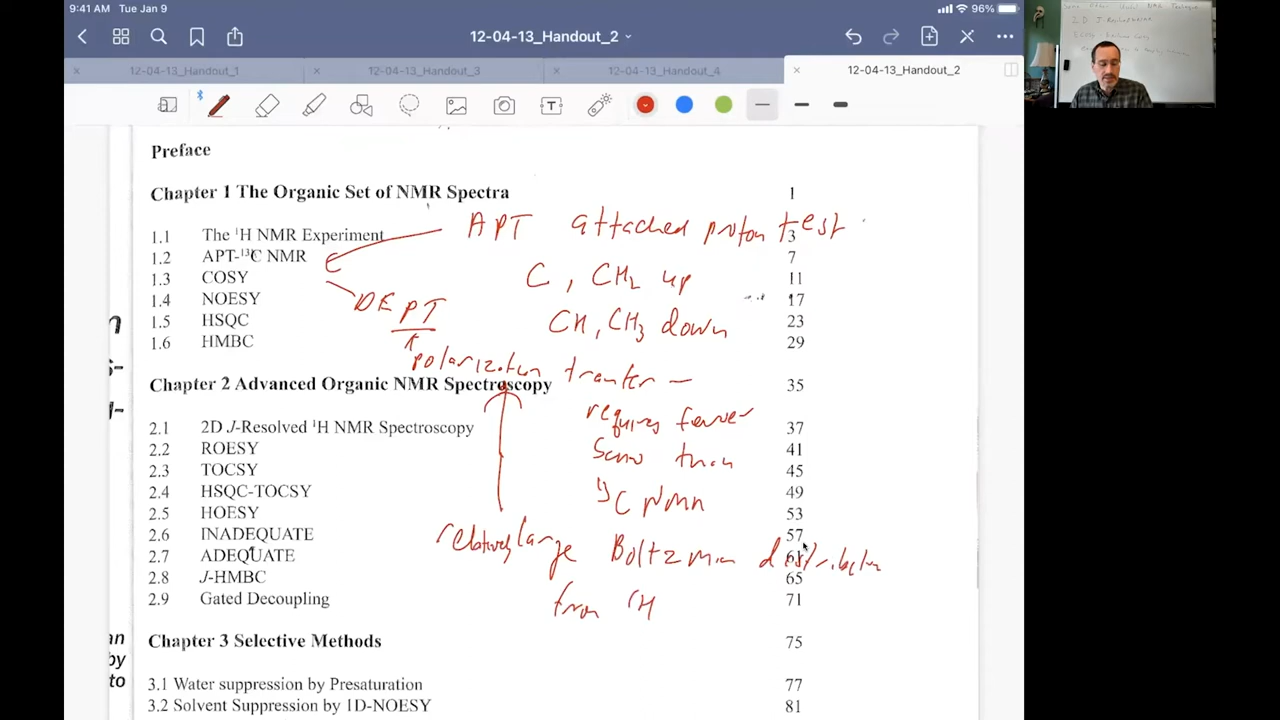 9:41 AM Tue Jan 9
96%
12-04-13_Handout_2
12-04-13_Handout_1
12-04-13_Handout_3
12-04-13_Handout_4
12-04-13_Handout_2
Preface
Chapter 1 The Organic Set of NMR Spectra 1
APT attached proton test
1.1 The ¹H NMR Experiment 3
1.2 APT-¹³C NMR 7
1.3 COSY 11
C, CH₂ up
1.4 NOESY 17
DEPT
1.5 HSQC 23
CH, CH₃ down
1.6 HMBC 29
polarization transfer —
Chapter 2 Advanced Organic NMR Spectroscopy 35
requires fewer
2.1 2D J-Resolved ¹H NMR Spectroscopy 37
2.2 ROESY 41
scans than
2.3 TOCSY 45
2.4 HSQC-TOCSY 49
¹³C NMR
2.5 HOESY 53
2.6 INADEQUATE 57
relatively large Boltzman distribution
2.7 ADEQUATE 61
2.8 J-HMBC 65
2.9 Gated Decoupling 71
from ¹H
Chapter 3 Selective Methods 75
3.1 Water suppression by Presaturation 77
3.2 Solvent Suppression by 1D-NOESY 81
n
s-
d-
an
by
to
2D J-Resolved